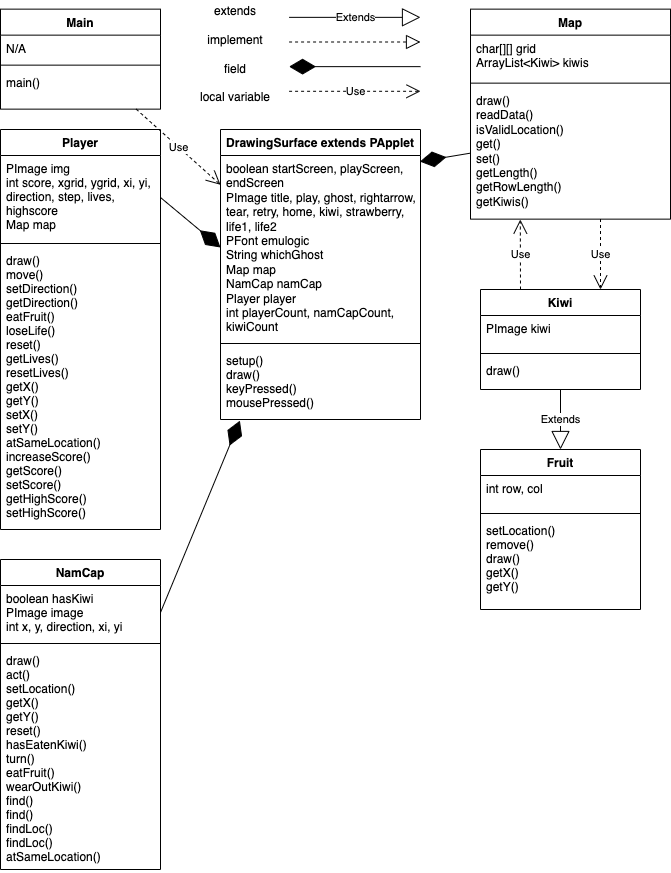 Main
N/A
main()
extends
Extends
implement
field
local variable
Use
Map
char[][] grid
ArrayList<Kiwi> kiwis
draw()
readData()
isValidLocation()
get()
set()
getLength()
getRowLength()
getKiwis()
Use
Player
PImage img
int score, xgrid, ygrid, xi, yi,
direction, step, lives,
highscore
Map map
draw()
move()
setDirection()
getDirection()
eatFruit()
loseLife()
reset()
getLives()
resetLives()
getX()
getY()
setX()
setY()
atSameLocation()
increaseScore()
getScore()
setScore()
getHighScore()
setHighScore()
DrawingSurface extends PApplet
boolean startScreen, playScreen,
endScreen
PImage title, play, ghost, rightarrow,
tear, retry, home, kiwi, strawberry,
life1, life2
PFont emulogic
String whichGhost
Map map
NamCap namCap
Player player
int playerCount, namCapCount,
kiwiCount
setup()
draw()
keyPressed()
mousePressed()
Use
Use
Kiwi
PImage kiwi
draw()
Extends
Fruit
int row, col
setLocation()
remove()
draw()
getX()
getY()
NamCap
boolean hasKiwi
PImage image
int x, y, direction, xi, yi
draw()
act()
setLocation()
getX()
getY()
reset()
hasEatenKiwi()
turn()
eatFruit()
wearOutKiwi()
find()
find()
findLoc()
findLoc()
atSameLocation()